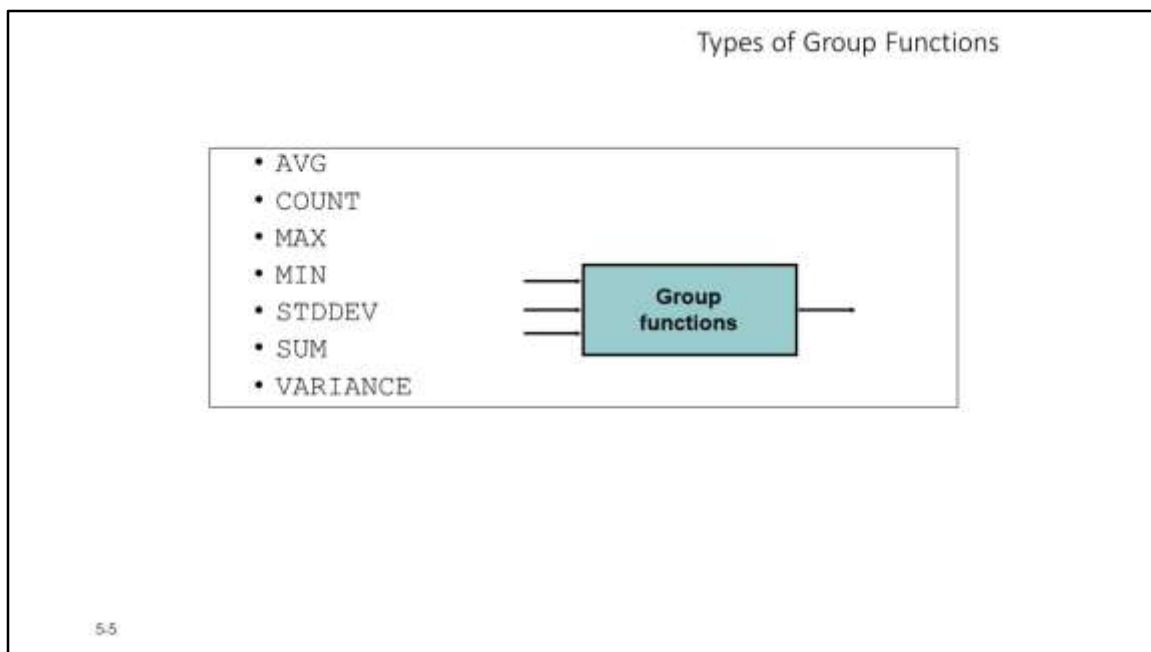 Types of Group Functions
• AVG
• COUNT
• MAX
• MIN
• STDDEV
• SUM
• VARIANCE
Group
functions
5-5